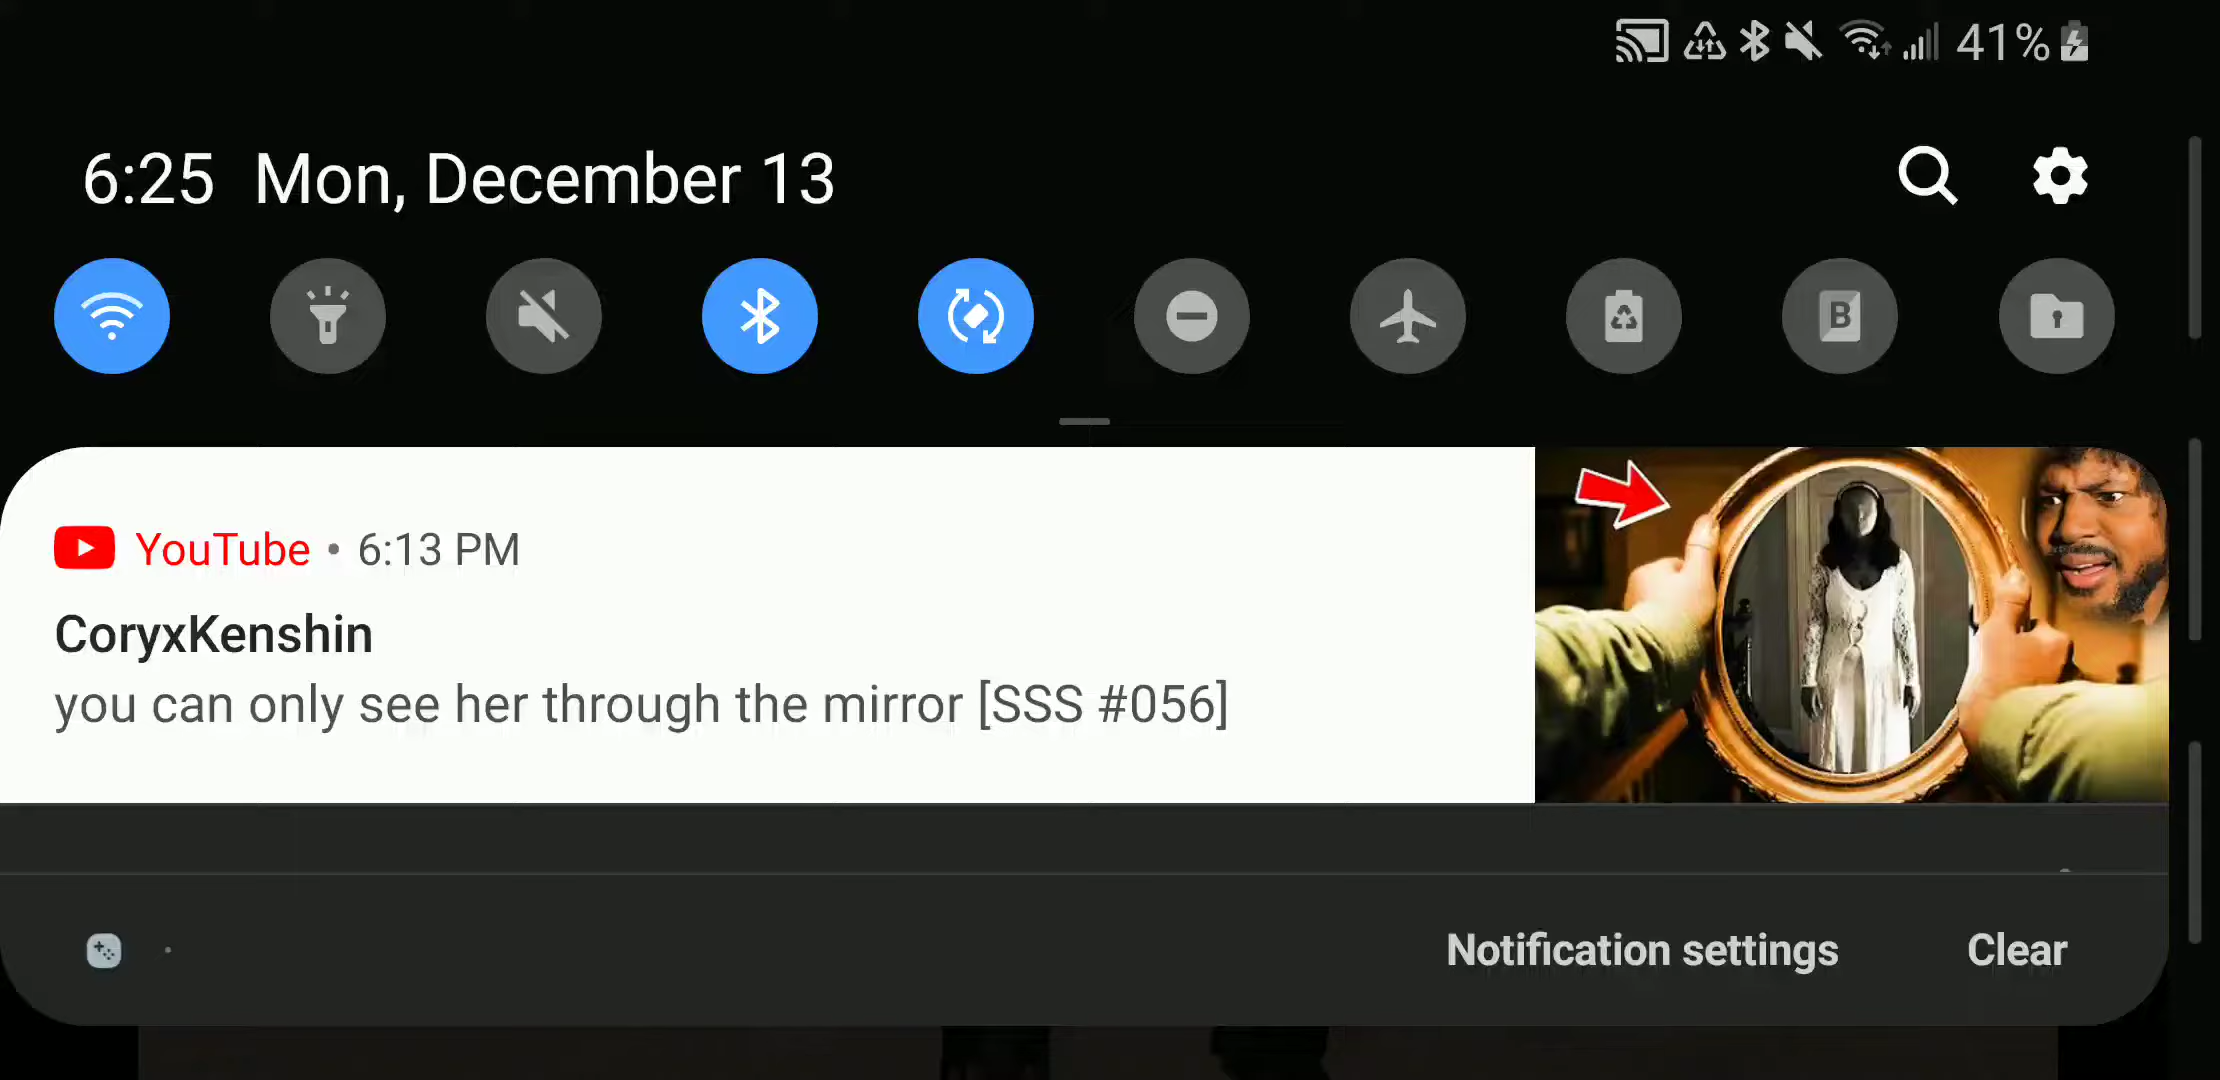 41%
6:25 Mon, December 13
B
YouTube • 6:13 PM
CoryxKenshin
you can only see her through the mirror [SSS #056]
Notification settings
Clear